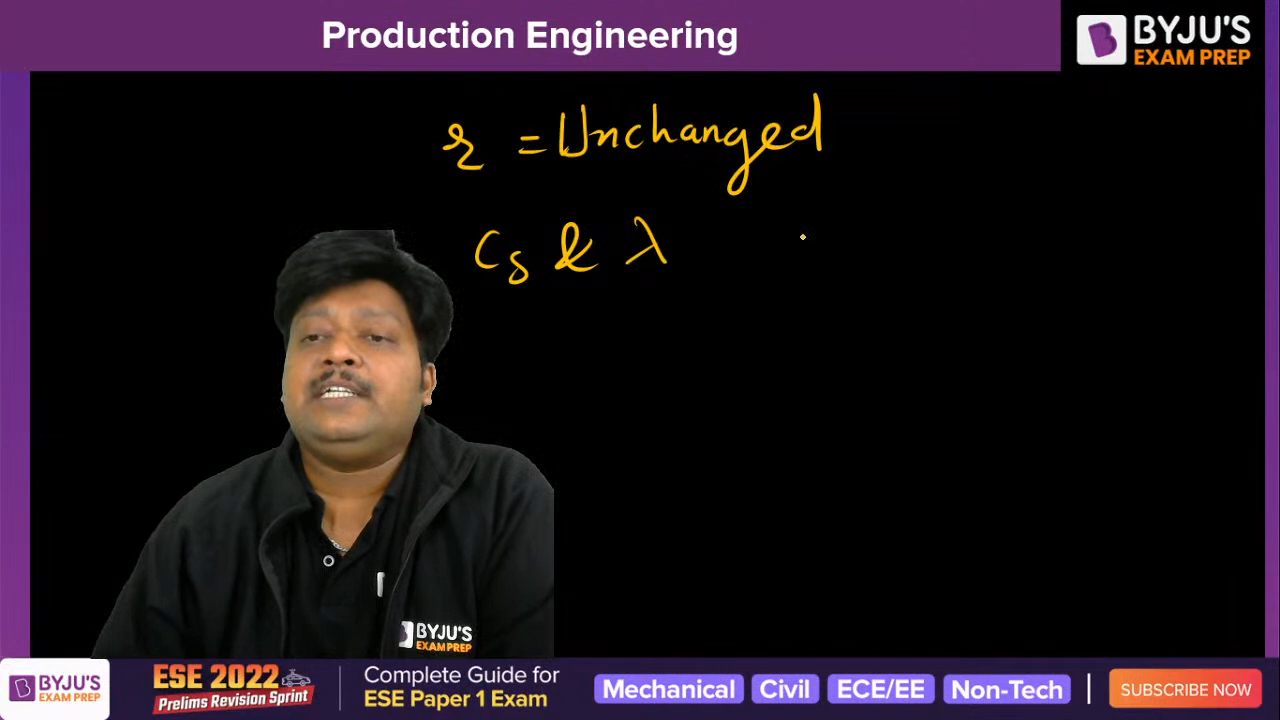 Production Engineering
BYJU'S
EXAM PREP
r = Unchanged
Cs & λ
BYJU'S
EXAM PREP
BYJU'S
EXAM PREP
ESE 2022
Prelims Revision Sprint
Complete Guide for
ESE Paper 1 Exam
Mechanical
Civil
ECE/EE
Non-Tech
SUBSCRIBE NOW